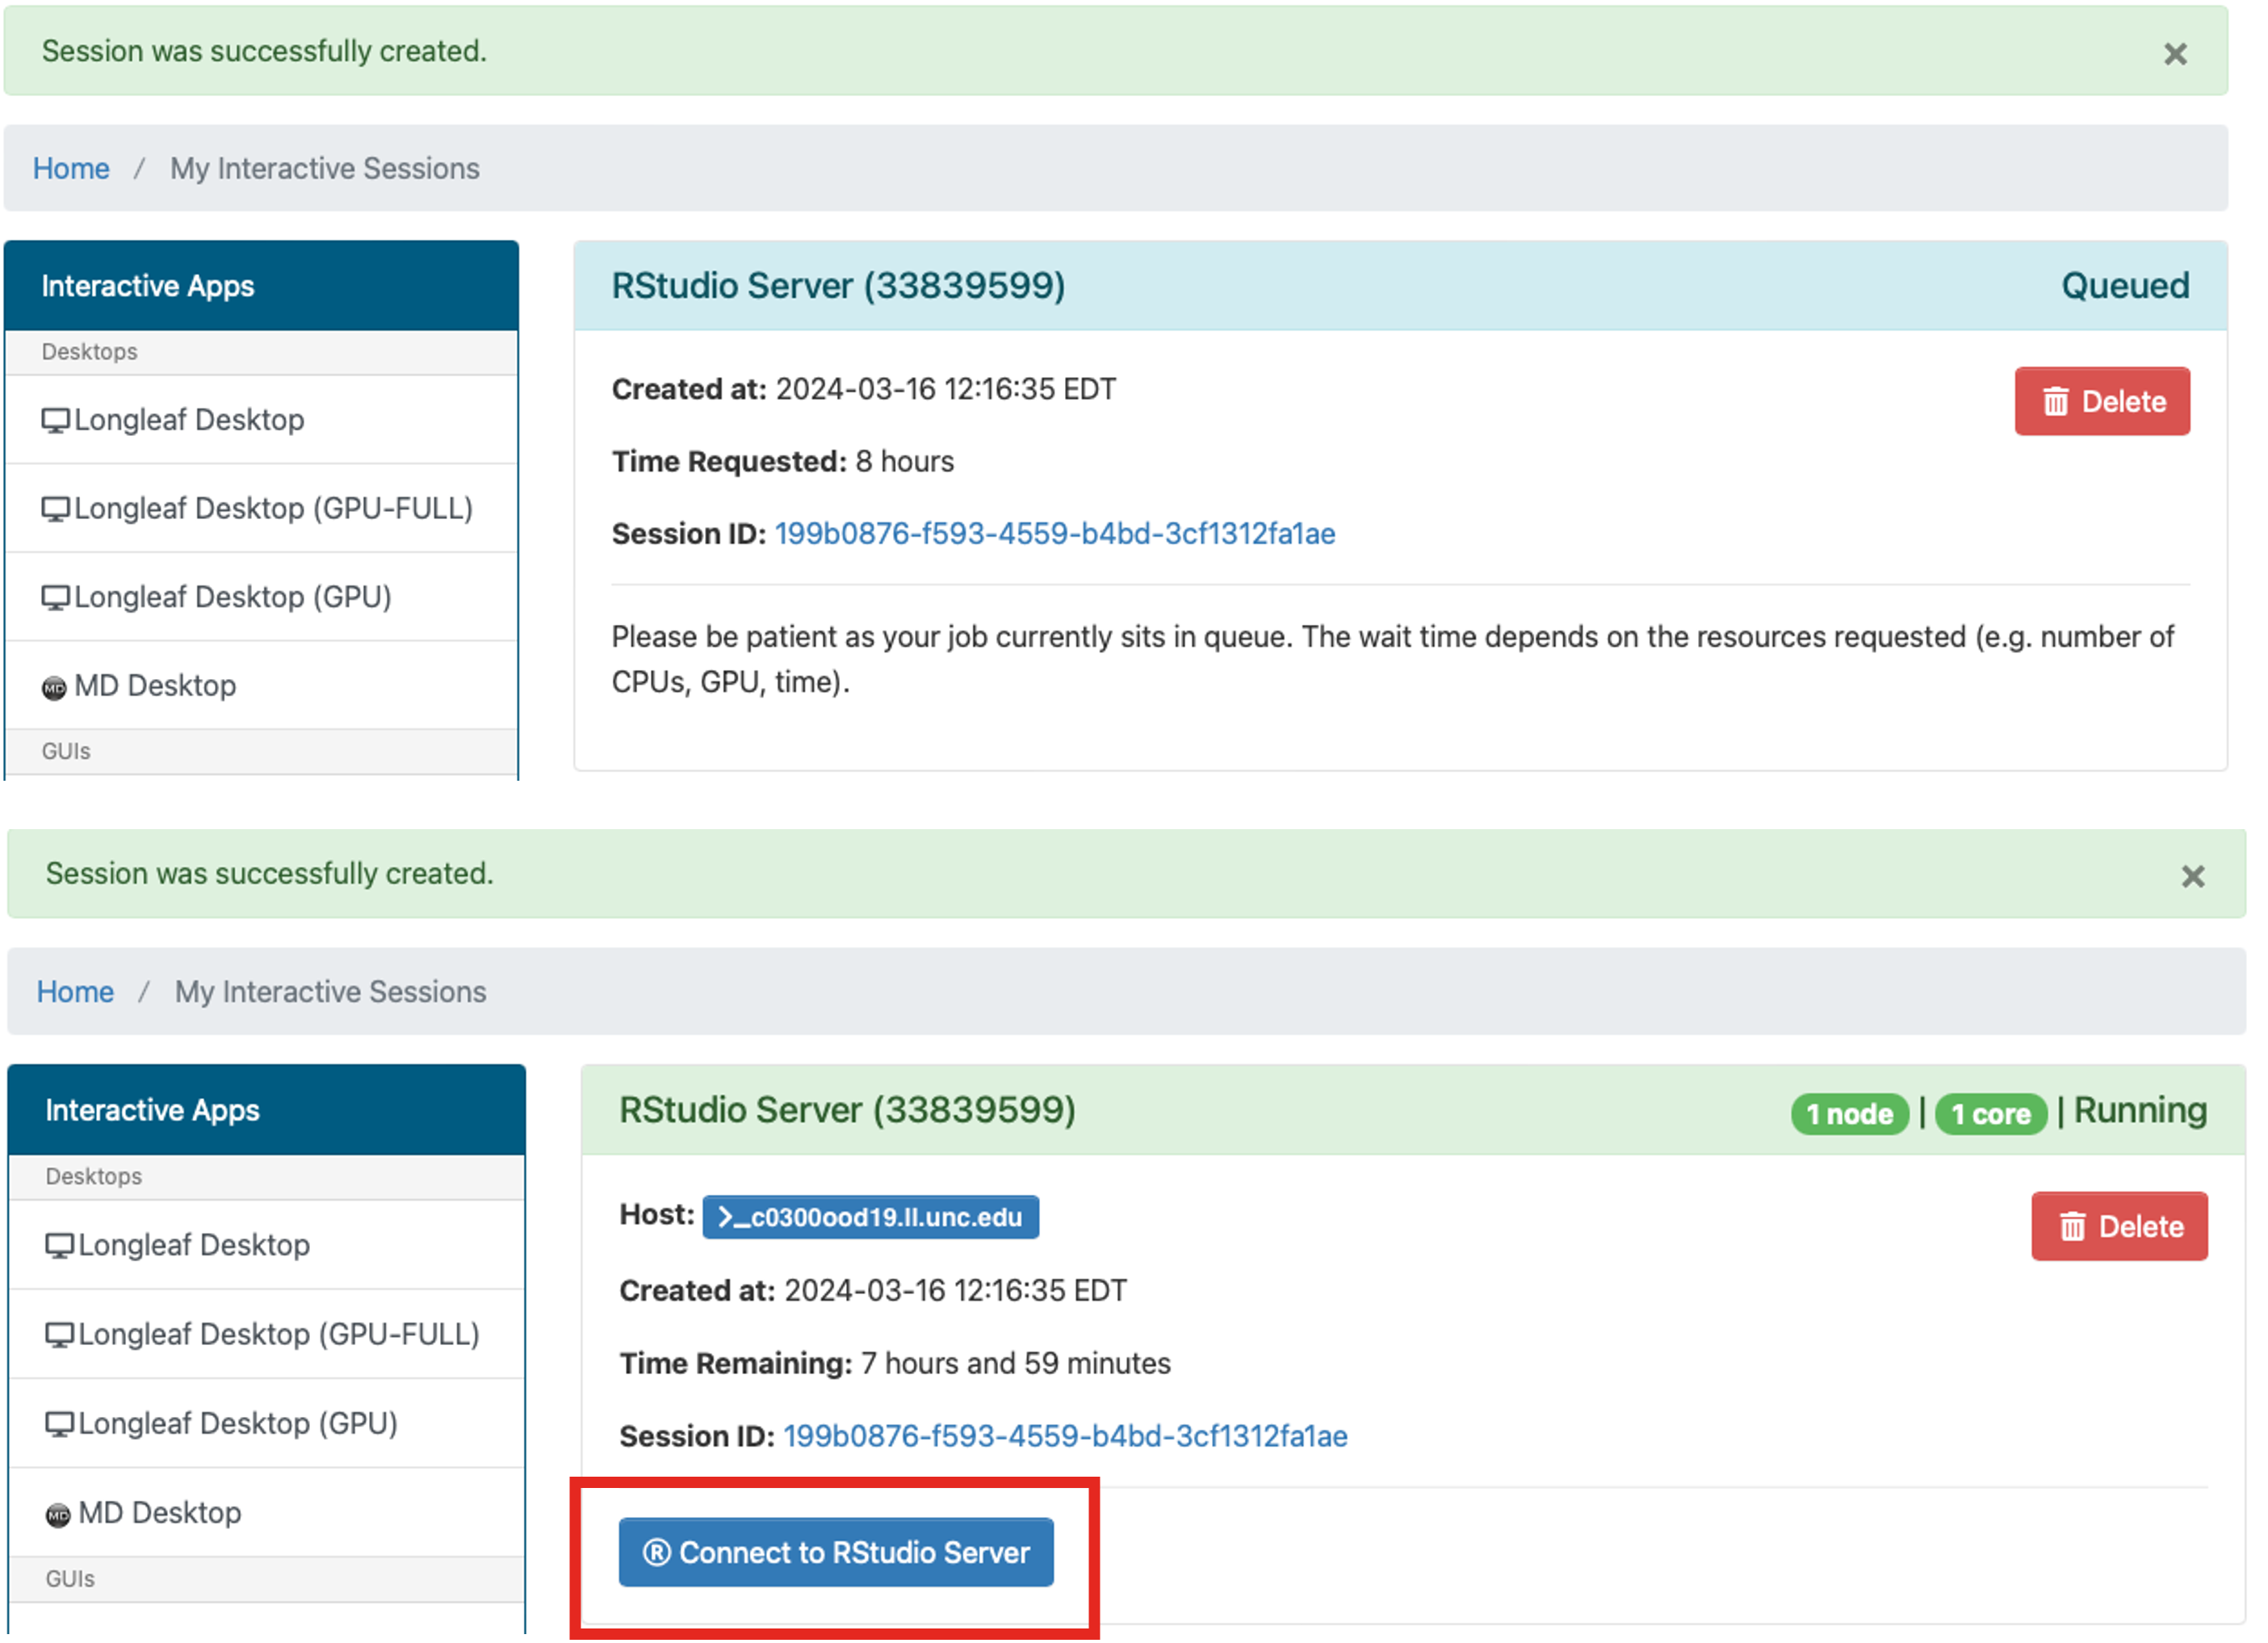 Session was successfully created.
×
Home / My Interactive Sessions
Interactive Apps
Desktops
Longleaf Desktop
Longleaf Desktop (GPU-FULL)
Longleaf Desktop (GPU)
MD MD Desktop
GUIs
RStudio Server (33839599) Queued
Created at: 2024-03-16 12:16:35 EDT
Delete
Time Requested: 8 hours
Session ID: 199b0876-f593-4559-b4bd-3cf1312fa1ae
Please be patient as your job currently sits in queue. The wait time depends on the resources requested (e.g. number of
CPUs, GPU, time).
Session was successfully created.
×
Home / My Interactive Sessions
Interactive Apps
Desktops
Longleaf Desktop
Longleaf Desktop (GPU-FULL)
Longleaf Desktop (GPU)
MD MD Desktop
GUIs
RStudio Server (33839599) 1 node | 1 core | Running
Host: >_c0300ood19.ll.unc.edu
Delete
Created at: 2024-03-16 12:16:35 EDT
Time Remaining: 7 hours and 59 minutes
Session ID: 199b0876-f593-4559-b4bd-3cf1312fa1ae
® Connect to RStudio Server